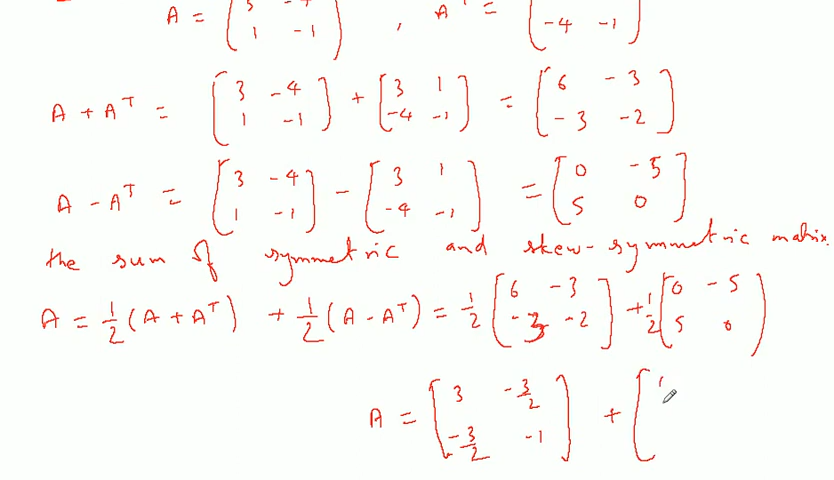 A = [3 -4 1 -1], Aᵀ = [-4 -1]
A + Aᵀ = [3 -4 1 -1] + [3 1 -4 -1] = [6 -3 -3 -2]
A - Aᵀ = [3 -4 1 -1] - [3 1 -4 -1] = [0 -5 5 0]
the sum of symmetric and skew-symmetric matrix
A = 1/2 (A + Aᵀ) + 1/2 (A - Aᵀ) = 1/2 [6 -3 -3 -2] + 1/2 [0 -5 5 0]
A = [3 -3/2 -3/2 -1] + [